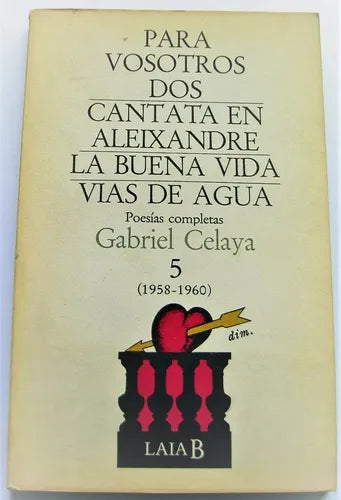 PARA
VOSOTROS
DOS
CANTATA EN
ALEIXANDRE
LA BUENA VIDA
VIAS DE AGUA
Poesías completas
Gabriel Celaya
5
(1958-1960)
dim.
LAIA B